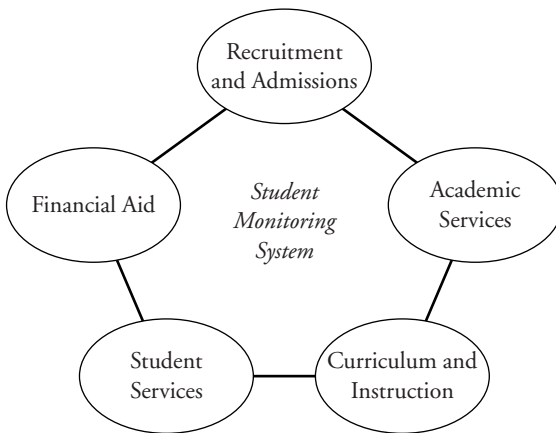 Recruitment
and Admissions
Financial Aid
Student
Monitoring
System
Academic
Services
Student
Services
Curriculum and
Instruction